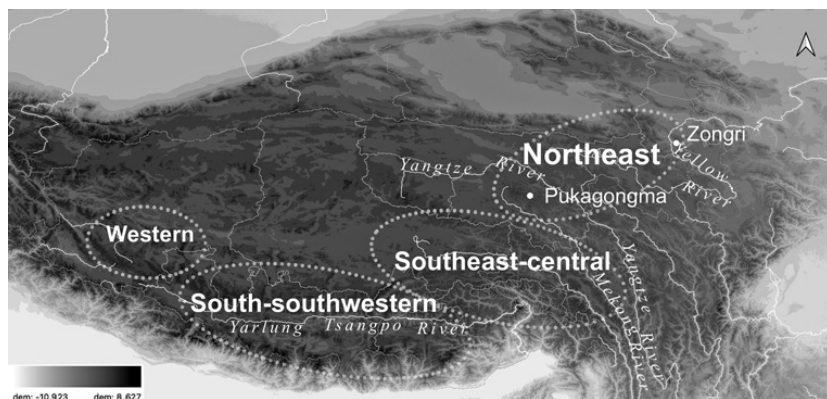 Zongri
Northeast
Yellow River
Yangtze River
Pukagongma
Western
Southeast-central
South-southwestern
Yarlung Tsangpo River
Mekong River
Yangtze River
dem: -10,923 dem: 8,627